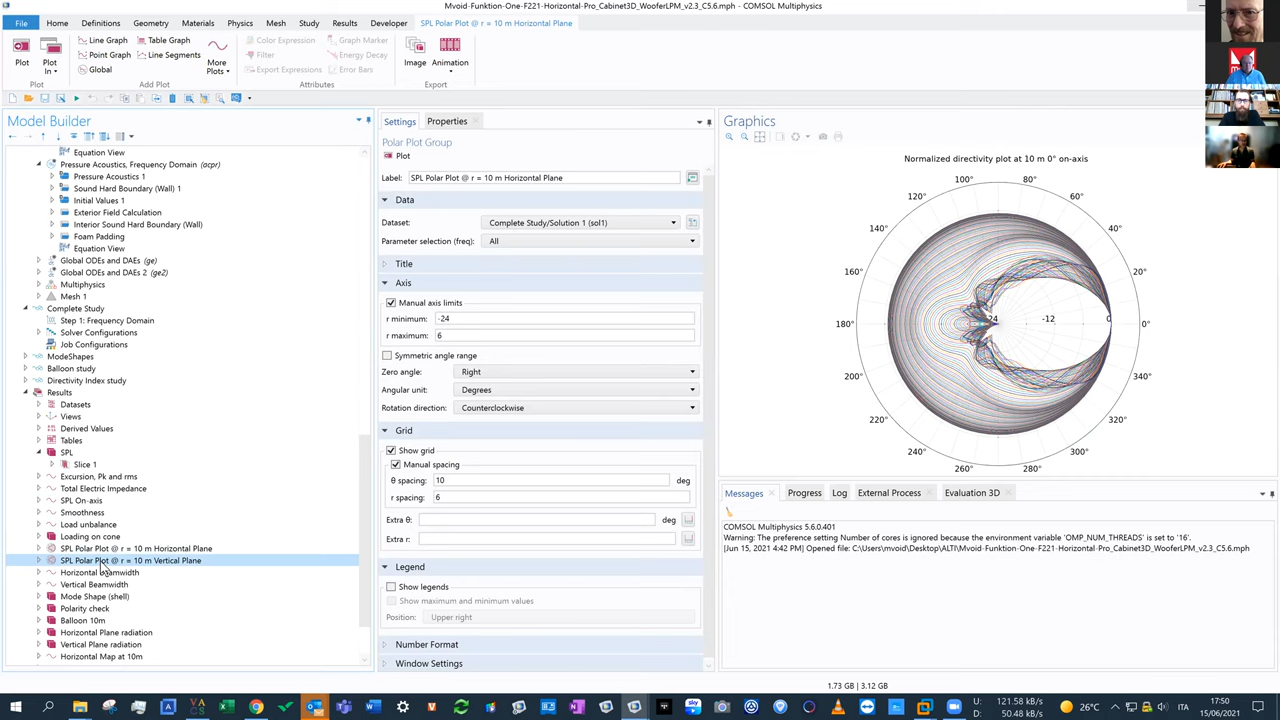 Mvoid-Funktion-One-F221-Horizontal-Pro_Cabinet3D_WooferLPM_v2.3_C5.6.mph - COMSOL Multiphysics
File
Home
Definitions
Geometry
Materials
Physics
Mesh
Study
Results
Developer
SPL Polar Plot @ r = 10 m Horizontal Plane
Plot
Plot In
Line Graph
Table Graph
Point Graph
Line Segments
Global
More Plots
Color Expression
Graph Marker
Filter
Energy Decay
Export Expressions
Error Bars
Image
Animation
Plot
Add Plot
Attributes
Export
Model Builder
Equation View
Pressure Acoustics, Frequency Domain (acpr)
Pressure Acoustics 1
Sound Hard Boundary (Wall) 1
Initial Values 1
Exterior Field Calculation
Interior Sound Hard Boundary (Wall)
Foam Padding
Equation View
Global ODEs and DAEs (ge)
Global ODEs and DAEs 2 (ge2)
Multiphysics
Mesh 1
Complete Study
Step 1: Frequency Domain
Solver Configurations
Job Configurations
ModeShapes
Balloon study
Directivity Index study
Results
Datasets
Views
Derived Values
Tables
SPL
Slice 1
Excursion, Pk and rms
Total Electric Impedance
SPL On-axis
Smoothness
Load unbalance
Loading on cone
SPL Polar Plot @ r = 10 m Horizontal Plane
SPL Polar Plot @ r = 10 m Vertical Plane
Horizontal Beamwidth
Vertical Beamwidth
Mode Shape (shell)
Polarity check
Balloon 10m
Horizontal Plane radiation
Vertical Plane radiation
Horizontal Map at 10m
Settings
Properties
Polar Plot Group
Plot
Label: SPL Polar Plot @ r = 10 m Horizontal Plane
Data
Dataset: Complete Study/Solution 1 (sol1)
Parameter selection (freq): All
Title
Axis
Manual axis limits
r minimum: -24
r maximum: 6
Symmetric angle range
Zero angle: Right
Angular unit: Degrees
Rotation direction: Counterclockwise
Grid
Show grid
Manual spacing
θ spacing: 10 deg
r spacing: 6
Extra θ: deg
Extra r:
Legend
Show legends
Show maximum and minimum values
Position: Upper right
Number Format
Window Settings
Graphics
Normalized directivity plot at 10 m 0° on-axis
100° 80°
120° 60°
140° 40°
160° 20°
180° -24 -12 0 0°
200° 340°
220° 320°
240° 300°
260° 280°
Messages
Progress
Log
External Process
Evaluation 3D
COMSOL Multiphysics 5.6.0.401
Warning: The preference setting Number of cores is ignored because the environment variable 'OMP_NUM_THREADS' is set to '16'.
[Jun 15, 2021 4:42 PM] Opened file: C:\Users\mvoid\Desktop\ALTI\Mvoid-Funktion-One-F221-Horizontal-Pro_Cabinet3D_WooferLPM_v2.3_C5.6.mph
1.73 GB | 3.12 GB
U: 121.58 kB/s
D: 50.48 kB/s
26°C
ITA
17:50
15/06/2021